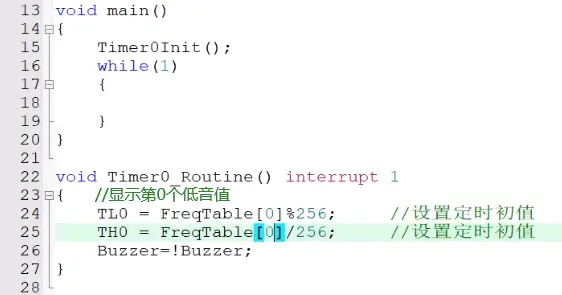 13 void main()
14 {
15 Timer0Init();
16 while(1)
17 {
18
19 }
20 }
21
22 void Timer0_Routine() interrupt 1
23 { //显示第0个低音值
24 TL0 = FreqTable[0]%256; //设置定时初值
25 TH0 = FreqTable[0]/256; //设置定时初值
26 Buzzer=!Buzzer;
27 }
28